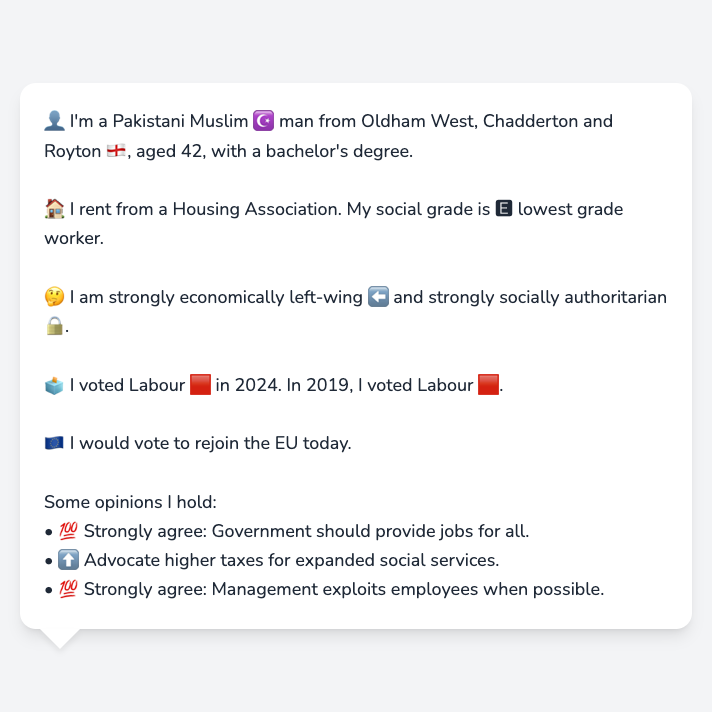 👤 I'm a Pakistani Muslim ☪️ man from Oldham West, Chadderton and
Royton 🏴󠁧󠁢󠁥󠁮󠁧󠁿, aged 42, with a bachelor's degree.
🏠 I rent from a Housing Association. My social grade is 🅴 lowest grade
worker.
🤔 I am strongly economically left-wing ⬅️ and strongly socially authoritarian
🔒.
🗳️ I voted Labour 🟥 in 2024. In 2019, I voted Labour 🟥.
🇪🇺 I would vote to rejoin the EU today.
Some opinions I hold:
• 💯 Strongly agree: Government should provide jobs for all.
• ⬆️ Advocate higher taxes for expanded social services.
• 💯 Strongly agree: Management exploits employees when possible.